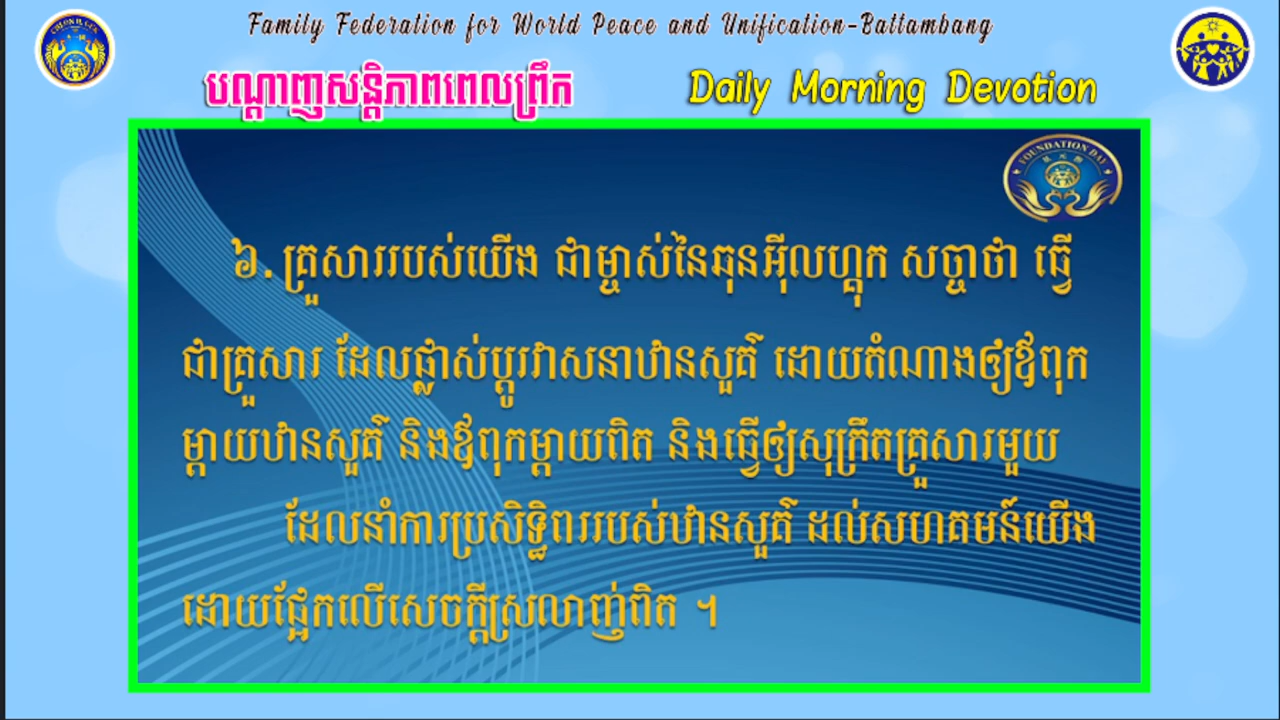 Family Federation for World Peace and Unification-Battambang
បណ្តាញសន្តិភាពពេលព្រឹក
Daily Morning Devotion
FOUNDATION DAY
៦. គ្រួសាររបស់យើង ជាម្ចាស់នៃឆុនអ៊ីលហ្គុក សច្ចាថា ធ្វើ
ជាគ្រួសារ ដែលផ្លាស់ប្តូរវាសនាឋានសួគ៌ ដោយតំណាងឲ្យឪពុក
ម្តាយឋានសួគ៌ និងឪពុកម្តាយពិត និងធ្វើឲ្យសុក្រឹតគ្រួសារមួយ
ដែលនាំការប្រសិទ្ធិពររបស់ឋានសួគ៌ ដល់សហគមន៍យើង
ដោយផ្អែកលើសេចក្តីស្រលាញ់ពិត ។